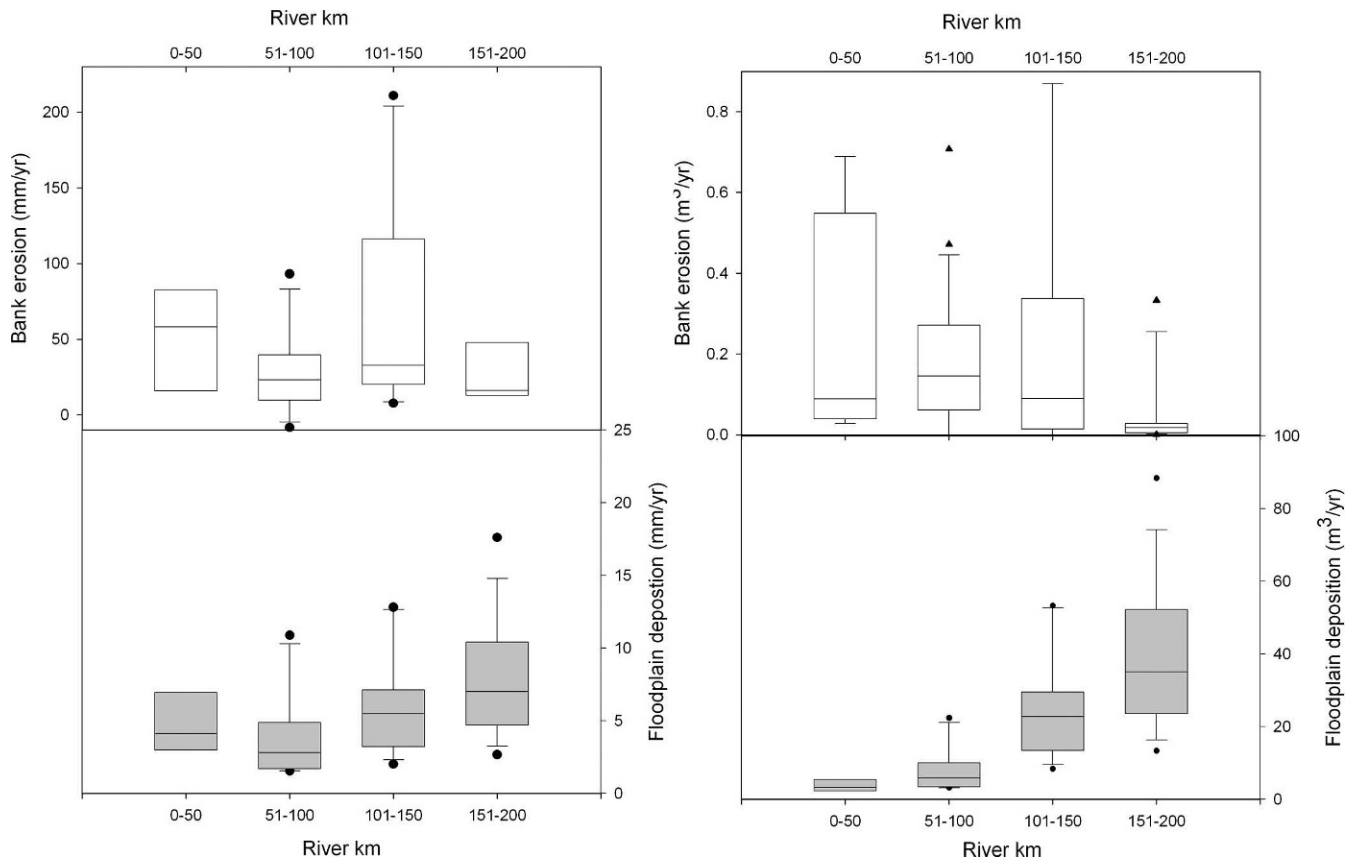 River km
0-50 51-100 101-150 151-200
200
150
100
50
0
Bank erosion (mm/yr)
25
20
15
10
5
0
Floodplain depostion (mm/yr)
0-50 51-100 101-150 151-200
River km
River km
0-50 51-100 101-150 151-200
0.8
0.6
0.4
0.2
0.0
Bank erosion (m³/yr)
100
80
60
40
20
0
Floodplain deposition (m³/yr)
0-50 51-100 101-150 151-200
River km